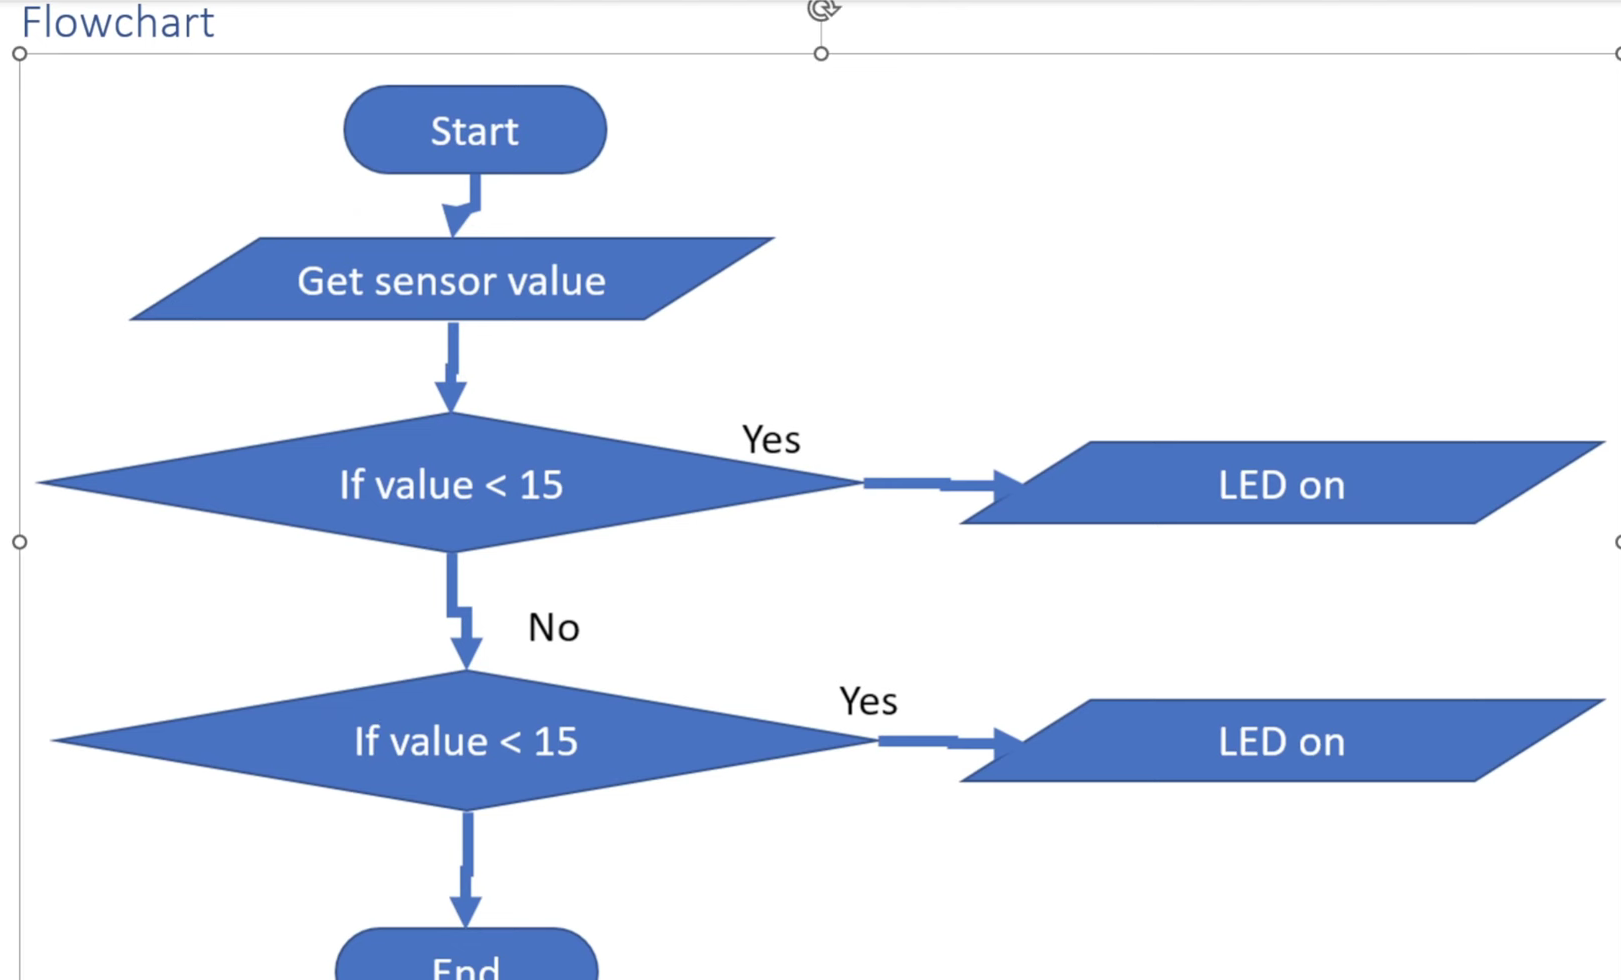 Flowchart
Start
Get sensor value
If value < 15
Yes
LED on
No
If value < 15
Yes
LED on
End